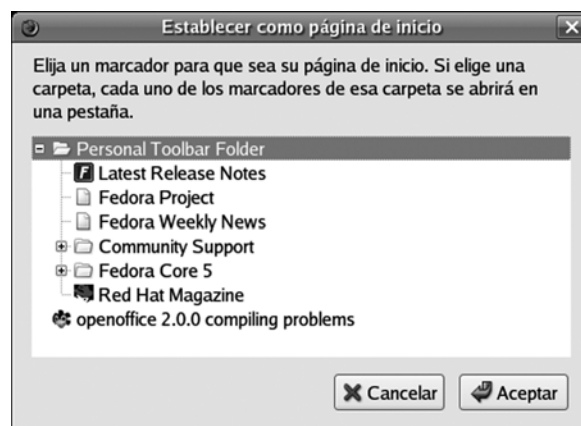 Establecer como página de inicio
Elija un marcador para que sea su página de inicio. Si elige una
carpeta, cada uno de los marcadores de esa carpeta se abrirá en
una pestaña.
Personal Toolbar Folder
Latest Release Notes
Fedora Project
Fedora Weekly News
Community Support
Fedora Core 5
Red Hat Magazine
openoffice 2.0.0 compiling problems
Cancelar
Aceptar